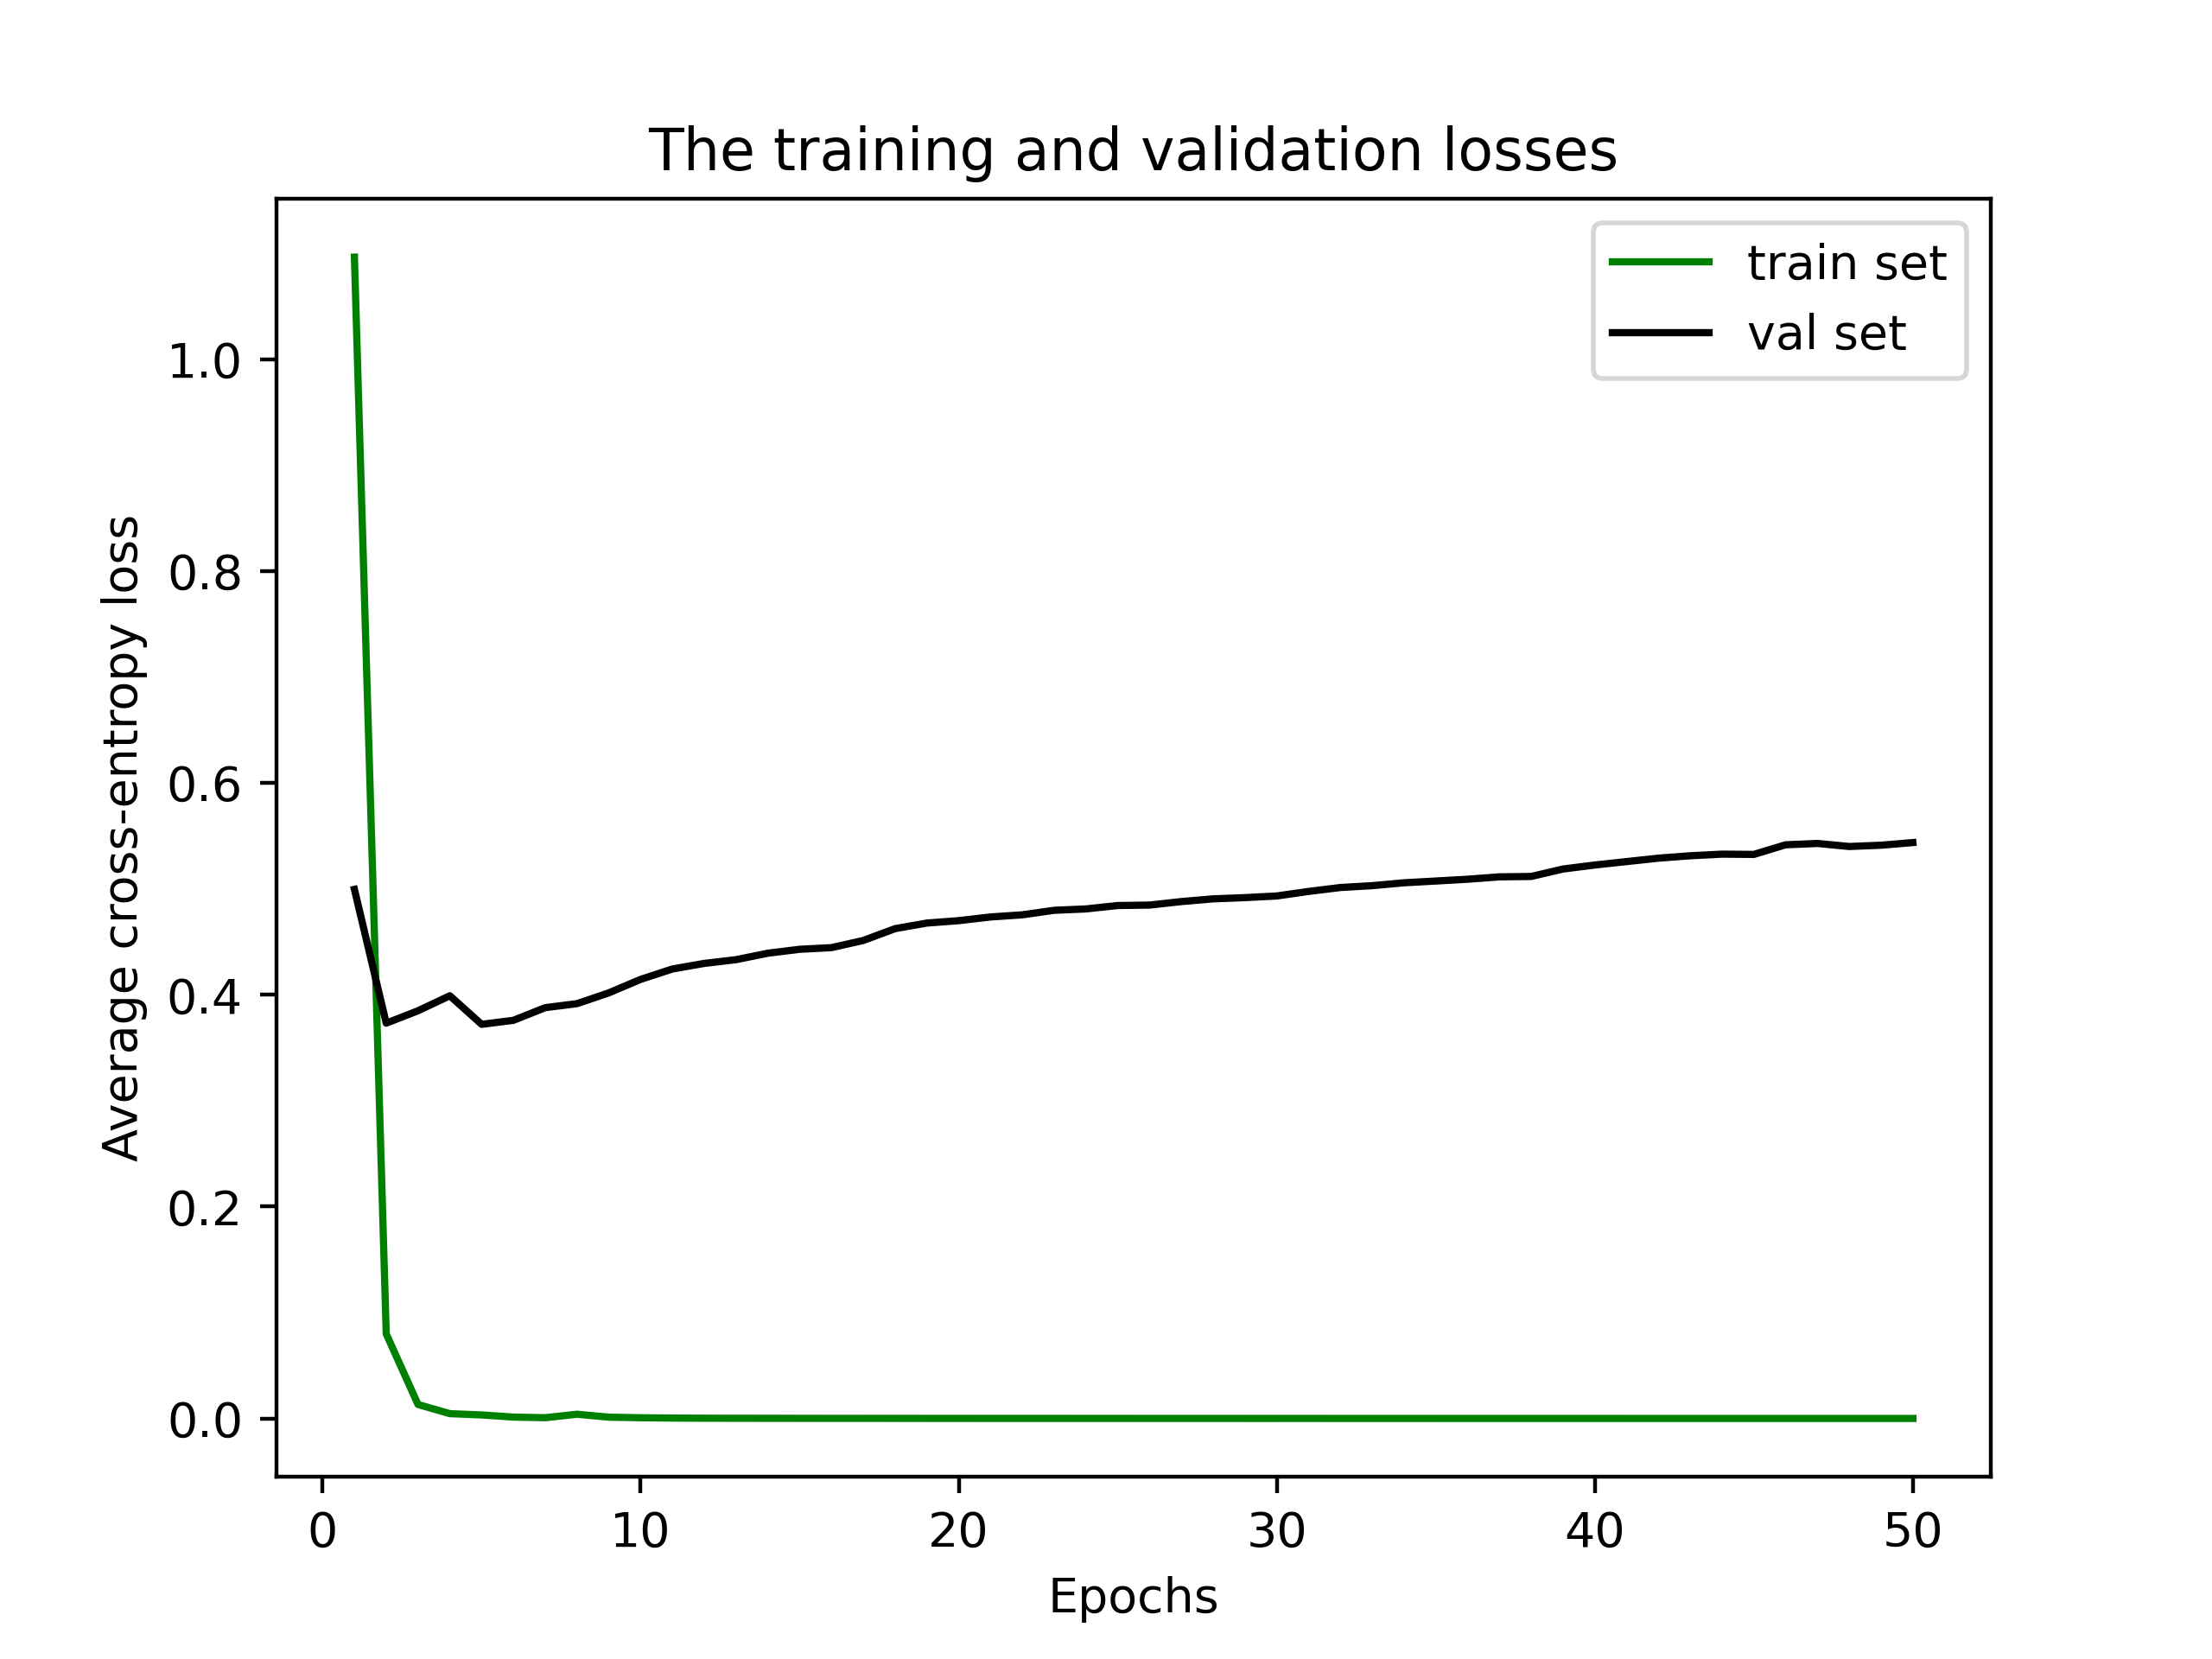 The training and validation losses
train set
val set
1.0
0.8
0.6
0.4
0.2
0.0
Average cross-entropy loss
0 10 20 30 40 50
Epochs